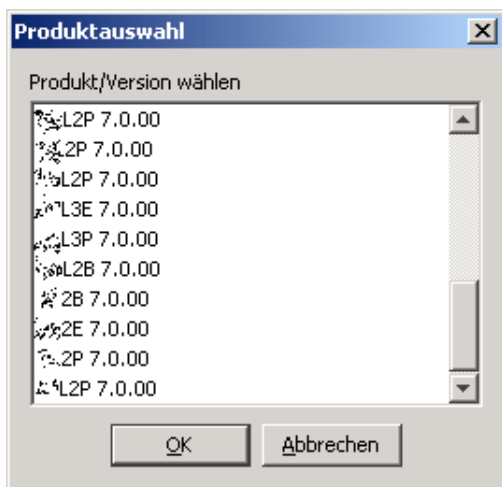 Produktauswahl
Produkt/Version wählen
L2P 7.0.00
L2P 7.0.00
L2P 7.0.00
L3E 7.0.00
L3P 7.0.00
L2B 7.0.00
2B 7.0.00
2E 7.0.00
2P 7.0.00
L2P 7.0.00
OK Abbrechen